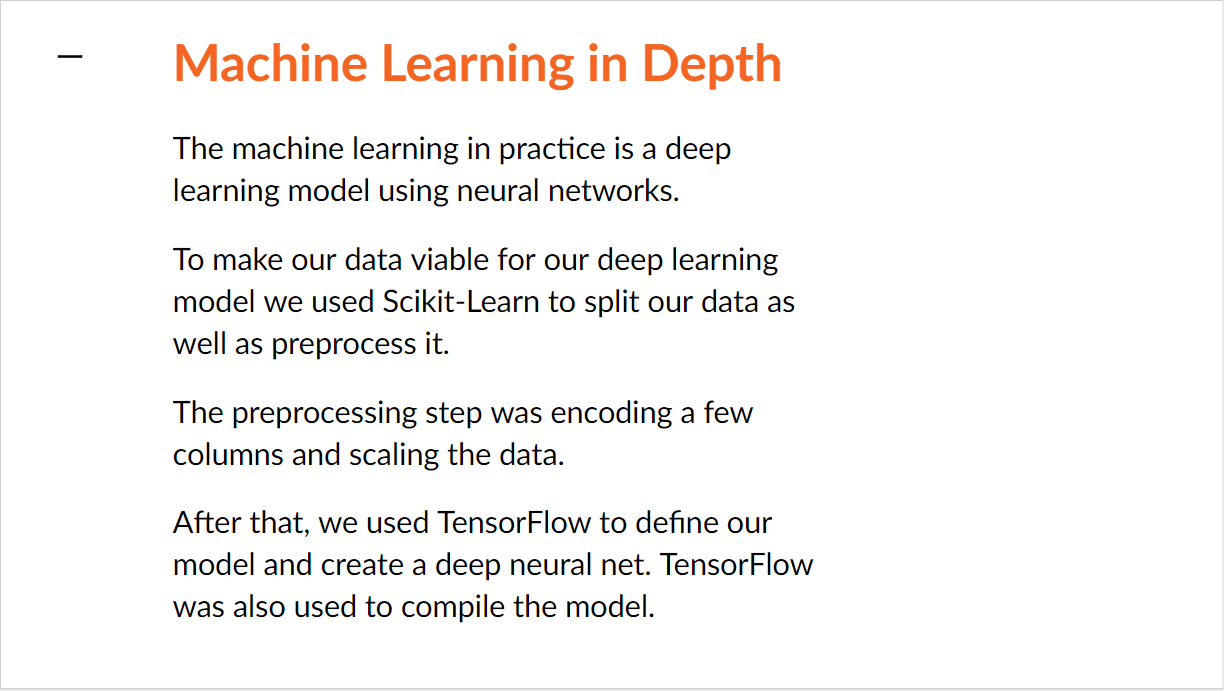 Machine Learning in Depth
The machine learning in practice is a deep
learning model using neural networks.
To make our data viable for our deep learning
model we used Scikit-Learn to split our data as
well as preprocess it.
The preprocessing step was encoding a few
columns and scaling the data.
After that, we used TensorFlow to define our
model and create a deep neural net. TensorFlow
was also used to compile the model.